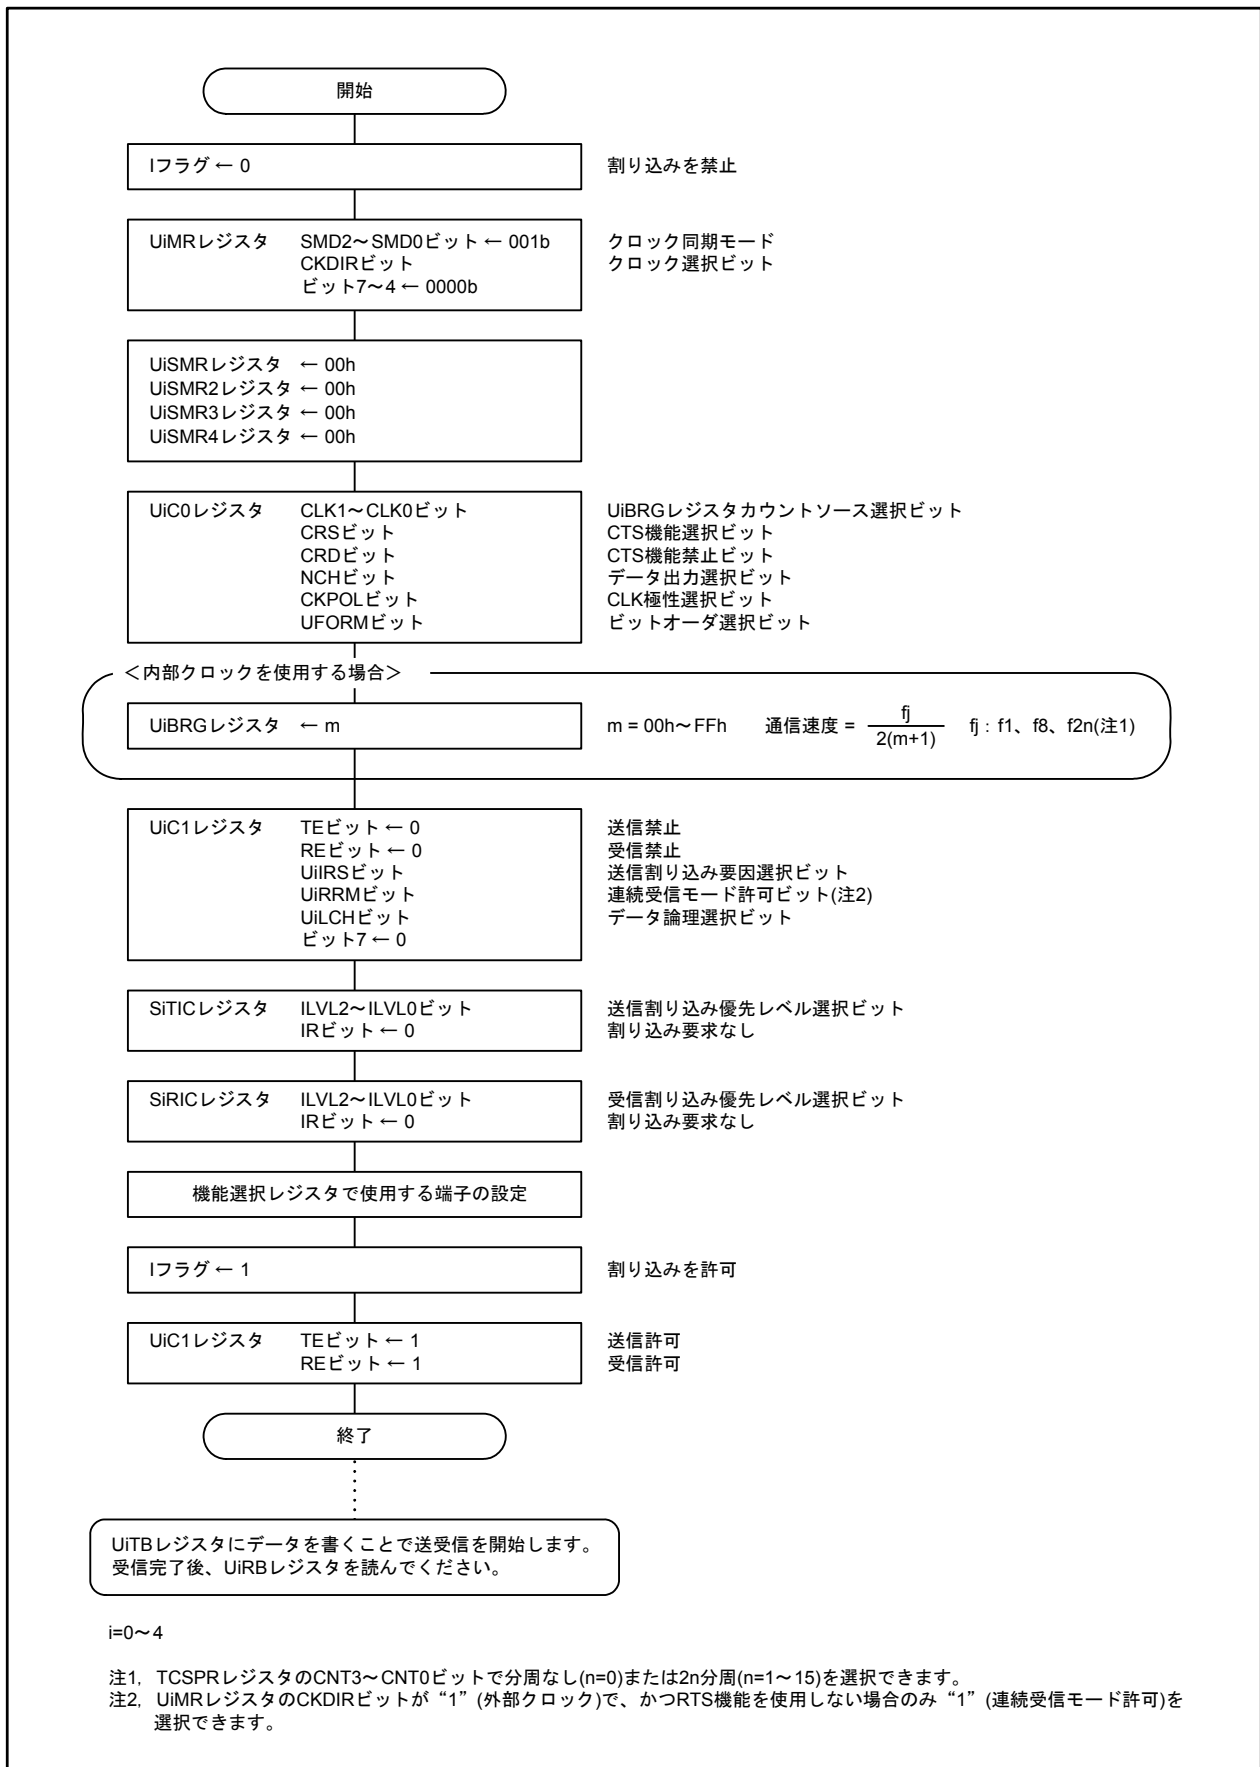 開始
Iフラグ ← 0 割り込みを禁止
UiMRレジスタ SMD2～SMD0ビット ← 001b クロック同期モード
CKDIRビット クロック選択ビット
ビット7～4 ← 0000b
UiSMRレジスタ ← 00h
UiSMR2レジスタ ← 00h
UiSMR3レジスタ ← 00h
UiSMR4レジスタ ← 00h
UiC0レジスタ CLK1～CLK0ビット UiBRGレジスタカウントソース選択ビット
CRSビット CTS機能選択ビット
CRDビット CTS機能禁止ビット
NCHビット データ出力選択ビット
CKPOLビット CLK極性選択ビット
UFORMビット ビットオーダ選択ビット
＜内部クロックを使用する場合＞
UiBRGレジスタ ← m m = 00h～FFh 通信速度 = fj / 2(m+1) fj : f1、f8、f2n(注1)
UiC1レジスタ TEビット ← 0 送信禁止
REビット ← 0 受信禁止
UiIRSビット 送信割り込み要因選択ビット
UiRRMビット 連続受信モード許可ビット(注2)
UiLCHビット データ論理選択ビット
ビット7 ← 0
SiTICレジスタ ILVL2～ILVL0ビット 送信割り込み優先レベル選択ビット
IRビット ← 0 割り込み要求なし
SiRICレジスタ ILVL2～ILVL0ビット 受信割り込み優先レベル選択ビット
IRビット ← 0 割り込み要求なし
機能選択レジスタで使用する端子の設定
Iフラグ ← 1 割り込みを許可
UiC1レジスタ TEビット ← 1 送信許可
REビット ← 1 受信許可
終了
UiTBレジスタにデータを書くことで送受信を開始します。
受信完了後、UiRBレジスタを読んでください。
i=0～4
注1, TCSPRレジスタのCNT3～CNT0ビットで分周なし(n=0)または2n分周(n=1～15)を選択できます。
注2, UiMRレジスタのCKDIRビットが“1”(外部クロック)で、かつRTS機能を使用しない場合のみ“1”(連続受信モード許可)を
選択できます。